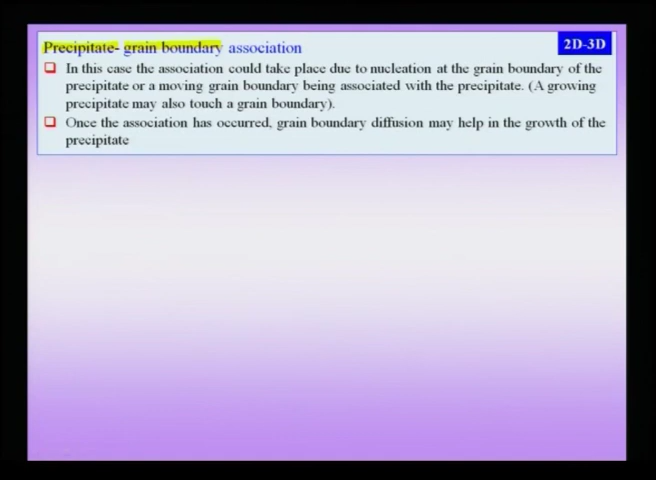 Precipitate- grain boundary association
2D-3D
In this case the association could take place due to nucleation at the grain boundary of the
precipitate or a moving grain boundary being associated with the precipitate. (A growing
precipitate may also touch a grain boundary).
Once the association has occurred, grain boundary diffusion may help in the growth of the
precipitate